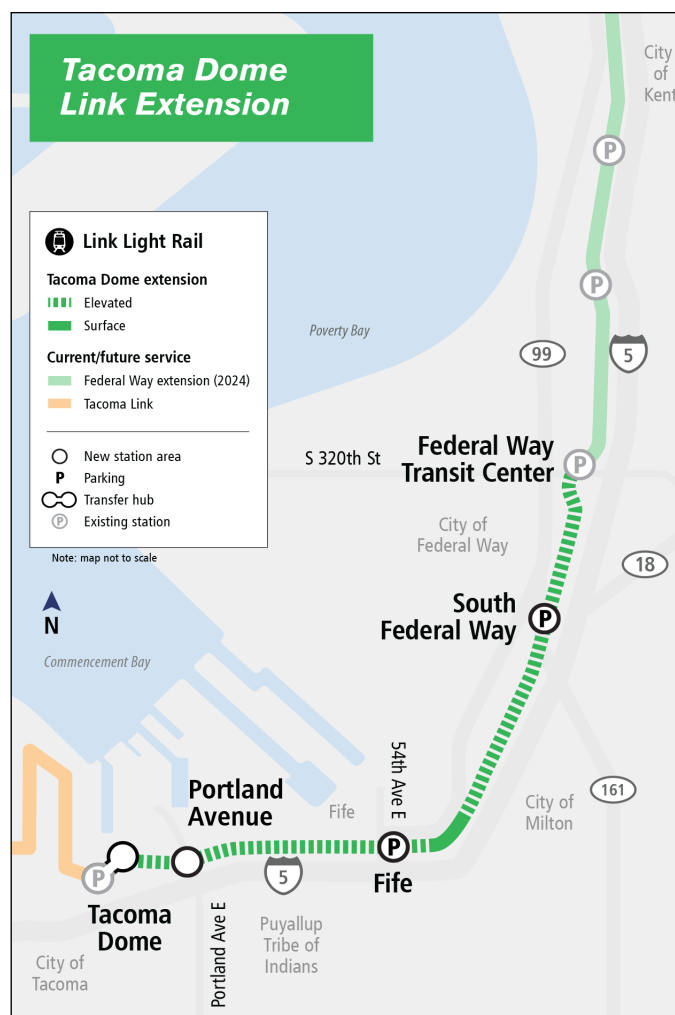 Tacoma Dome
Link Extension
City
of
Kent
P
P
Link Light Rail
Tacoma Dome extension
Elevated
Surface
Current/future service
Federal Way extension (2024)
Tacoma Link
New station area
P Parking
Transfer hub
P Existing station
Note: map not to scale
Poverty Bay
99
5
S 320th St
Federal Way
Transit Center
P
City of
Federal Way
18
South
Federal Way
P
N
Commencement Bay
54th Ave E
161
Portland
Avenue
Fife
City of
Milton
P
Fife
P
5
Tacoma
Dome
Portland Ave E
Puyallup
Tribe of
Indians
City of
Tacoma